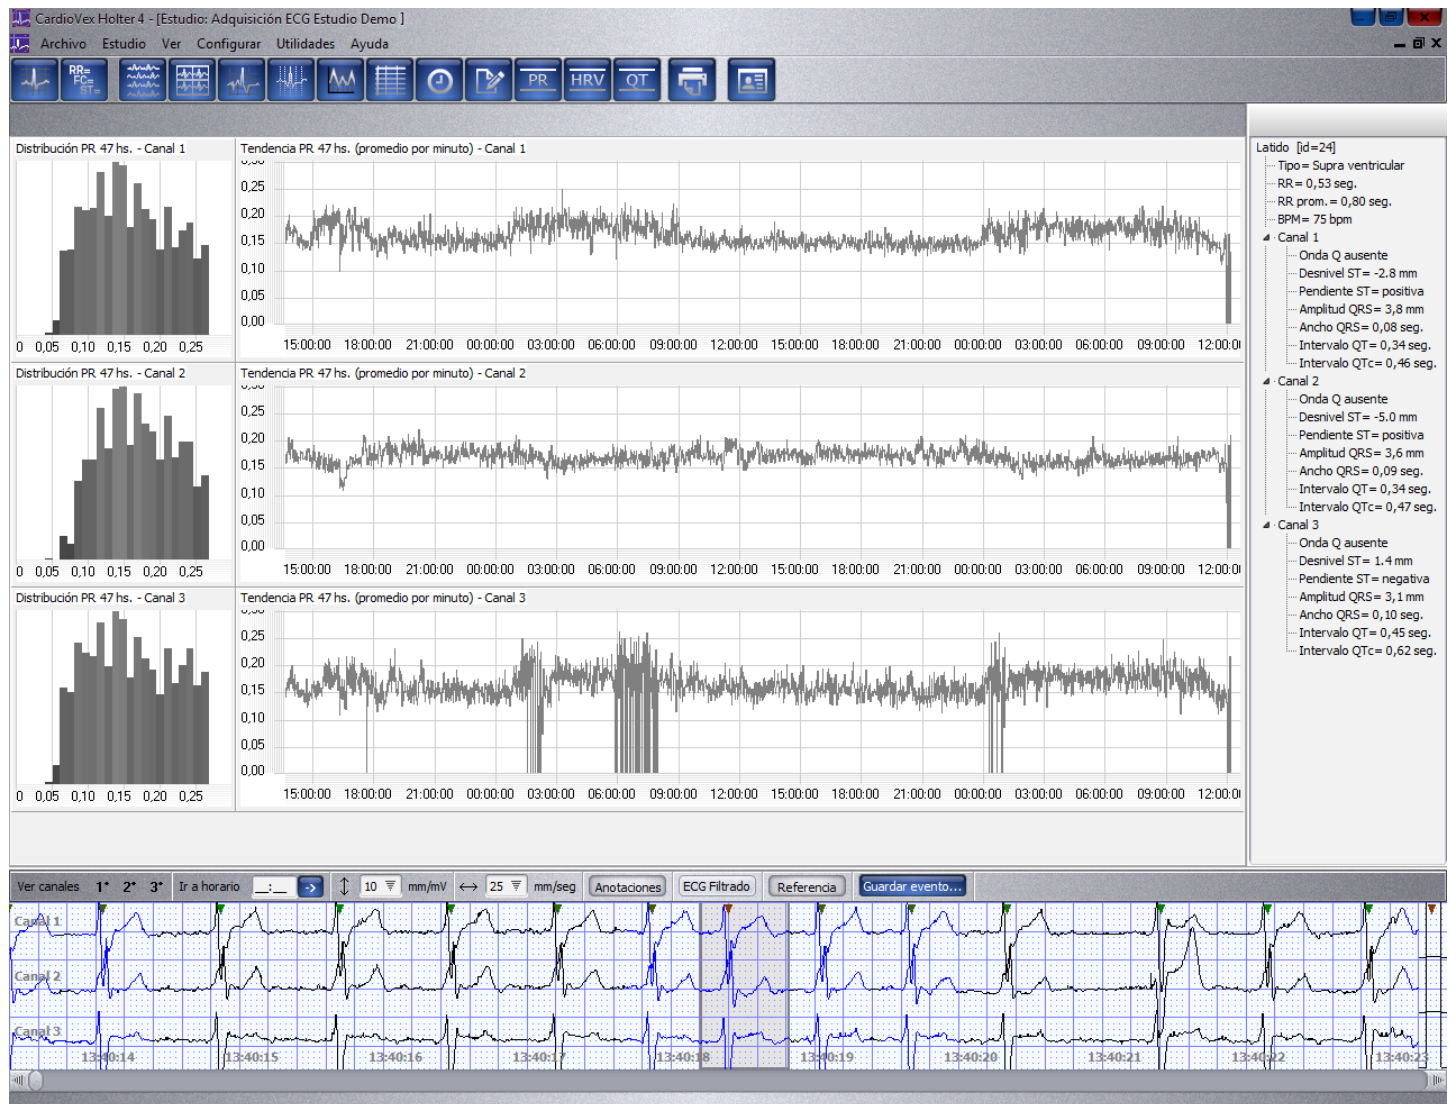 CardioVex Holter 4 - [Estudio: Adquisición ECG Estudio Demo ]
Archivo Estudio Ver Configurar Utilidades Ayuda
RR= FC= ST=
PR HRV QT
Distribución PR 47 hs. - Canal 1
Tendencia PR 47 hs. (promedio por minuto) - Canal 1
0,30
0,25
0,20
0,15
0,10
0,05
0,00
0 0,05 0,10 0,15 0,20 0,25
15:00:00 18:00:00 21:00:00 00:00:00 03:00:00 06:00:00 09:00:00 12:00:00 15:00:00 18:00:00 21:00:00 00:00:00 03:00:00 06:00:00 09:00:00 12:00:0
Distribución PR 47 hs. - Canal 2
Tendencia PR 47 hs. (promedio por minuto) - Canal 2
0,30
0,25
0,20
0,15
0,10
0,05
0,00
0 0,05 0,10 0,15 0,20 0,25
15:00:00 18:00:00 21:00:00 00:00:00 03:00:00 06:00:00 09:00:00 12:00:00 15:00:00 18:00:00 21:00:00 00:00:00 03:00:00 06:00:00 09:00:00 12:00:0
Distribución PR 47 hs. - Canal 3
Tendencia PR 47 hs. (promedio por minuto) - Canal 3
0,30
0,25
0,20
0,15
0,10
0,05
0,00
0 0,05 0,10 0,15 0,20 0,25
15:00:00 18:00:00 21:00:00 00:00:00 03:00:00 06:00:00 09:00:00 12:00:00 15:00:00 18:00:00 21:00:00 00:00:00 03:00:00 06:00:00 09:00:00 12:00:0
Latido [id=24]
Tipo= Supra ventricular
RR= 0,53 seg.
RR prom.= 0,80 seg.
BPM= 75 bpm
Canal 1
Onda Q ausente
Desnivel ST= -2.8 mm
Pendiente ST= positiva
Amplitud QRS= 3,8 mm
Ancho QRS= 0,08 seg.
Intervalo QT= 0,34 seg.
Intervalo QTc= 0,46 seg.
Canal 2
Onda Q ausente
Desnivel ST= -5.0 mm
Pendiente ST= positiva
Amplitud QRS= 3,6 mm
Ancho QRS= 0,09 seg.
Intervalo QT= 0,34 seg.
Intervalo QTc= 0,47 seg.
Canal 3
Onda Q ausente
Desnivel ST= 1.4 mm
Pendiente ST= negativa
Amplitud QRS= 3,1 mm
Ancho QRS= 0,10 seg.
Intervalo QT= 0,45 seg.
Intervalo QTc= 0,62 seg.
Ver canales 1* 2* 3* Ir a horario __:__ -> 10 mm/mV 25 mm/seg Anotaciones ECG Filtrado Referencia Guardar evento...
Canal 1
Canal 2
Canal 3
13:40:14 13:40:15 13:40:16 13:40:17 13:40:18 13:40:19 13:40:20 13:40:21 13:40:22 13:40:23